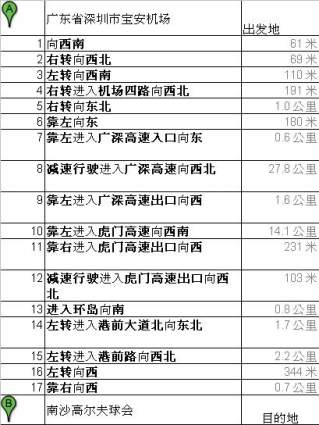 A
广东省深圳市宝安机场
出发地
1 向西南 61 米
2 右转向西北 69 米
3 左转向西南 110 米
4 右转进入机场四路向西北 191 米
5 右转向东北 1.0 公里
6 靠左向东 180 米
7 靠左进入广深高速入口向东 0.6 公里
8 减速行驶进入广深高速向西北 27.8 公里
9 靠左进入广深高速出口向西 1.6 公里
10 靠左进入虎门高速向西南 14.1 公里
11 靠右进入虎门高速出口向西 231 米
12 减速行驶进入虎门高速出口向西 103 米
北
13 进入环岛向南 0.8 公里
14 左转进入港前大道北向东北 1.7 公里
15 左转进入港前路向西北 2.2 公里
16 左转向西 344 米
17 靠右向西 0.7 公里
B
南沙高尔夫球会
目的地